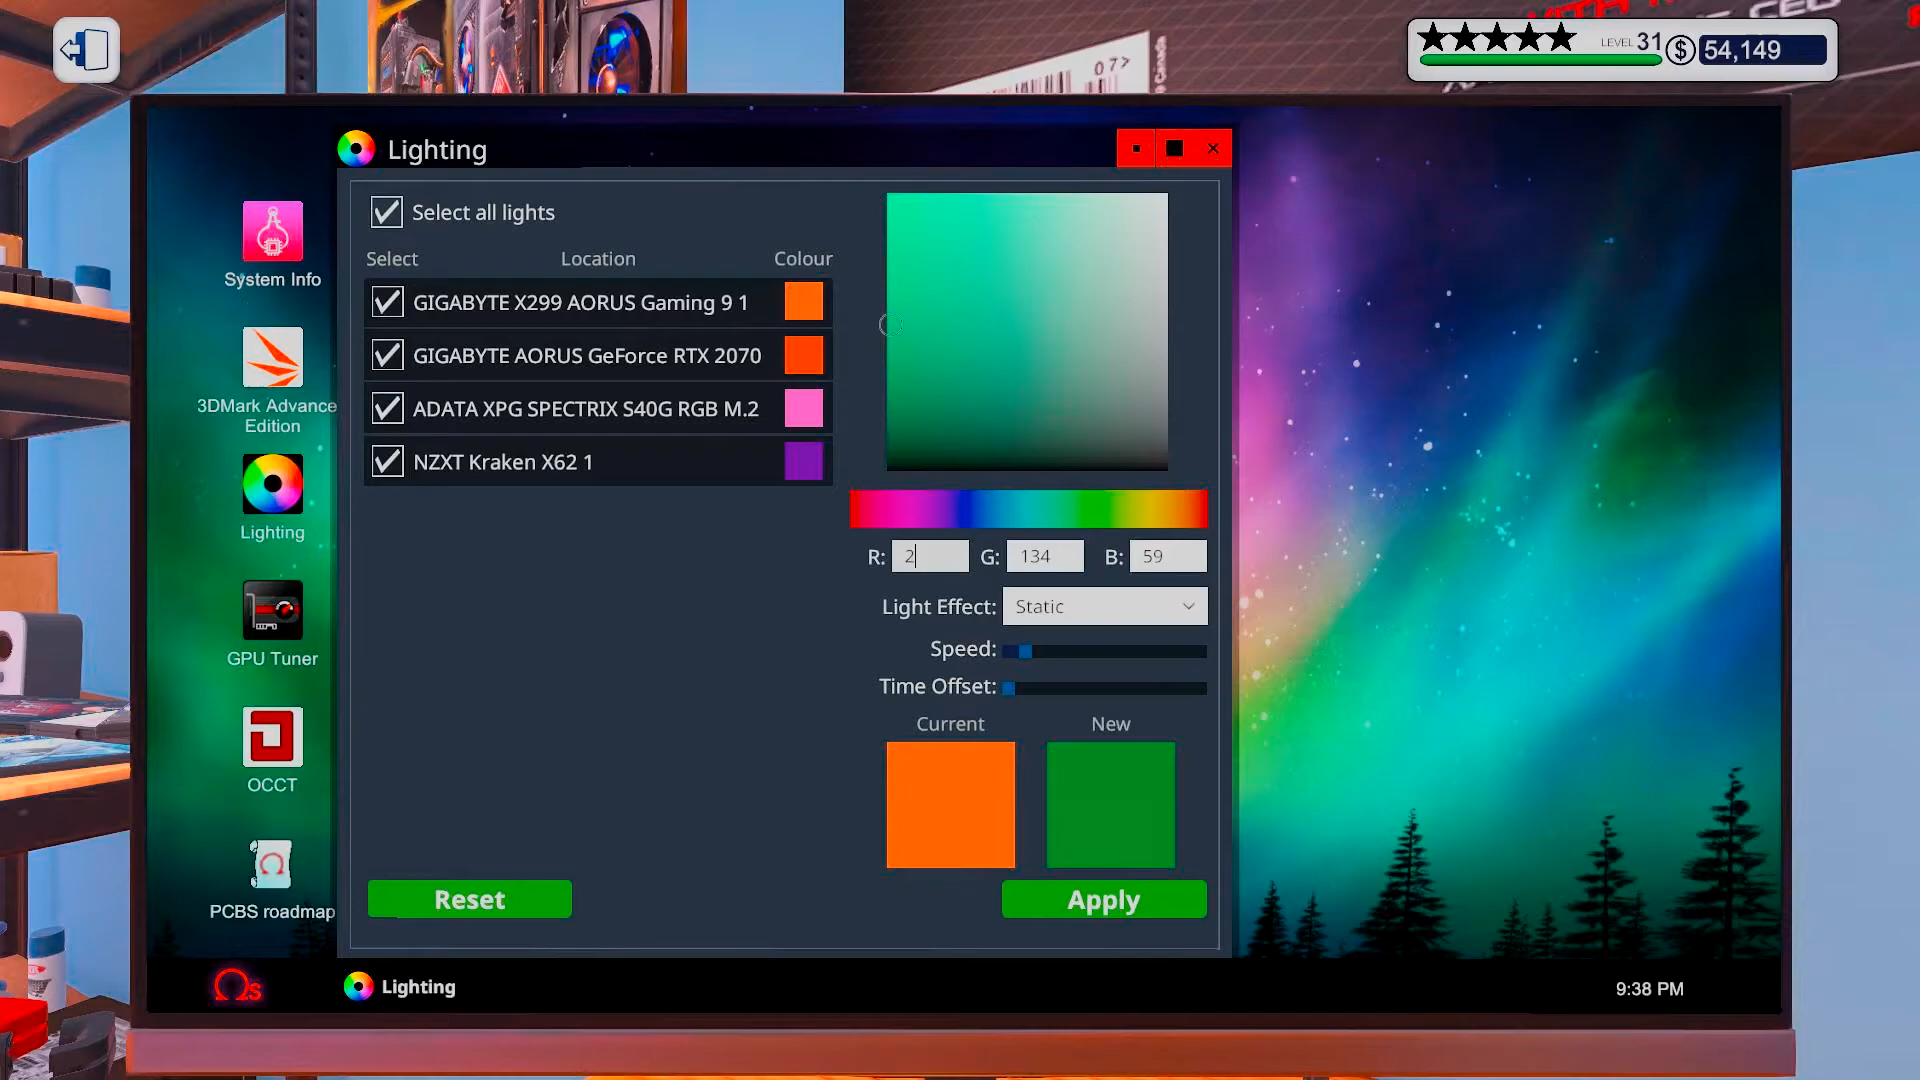 07>
Canada
LEVEL 31
$ 54,149
Lighting
Select all lights
Select Location Colour
GIGABYTE X299 AORUS Gaming 9 1
GIGABYTE AORUS GeForce RTX 2070
ADATA XPG SPECTRIX S40G RGB M.2
NZXT Kraken X62 1
R: 2 G: 134 B: 59
Light Effect: Static
Speed:
Time Offset:
Current New
Reset Apply
System Info
3DMark Advance
Edition
Lighting
GPU Tuner
OCCT
PCBS roadmap
Ωs
Lighting
9:38 PM